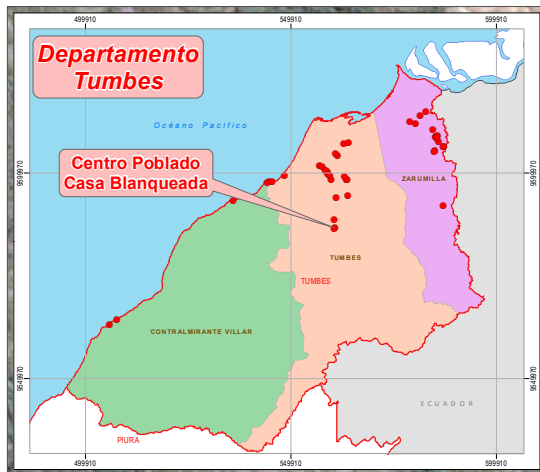 499910 549910 599910
Departamento
Tumbes
Océano Pacífico
Centro Poblado
Casa Blanqueada
9599970
9599970
ZARUMILLA
TUMBES
TUMBES
CONTRALMIRANTE VILLAR
9549970
9549970
ECUADOR
PIURA
499910 549910 599910